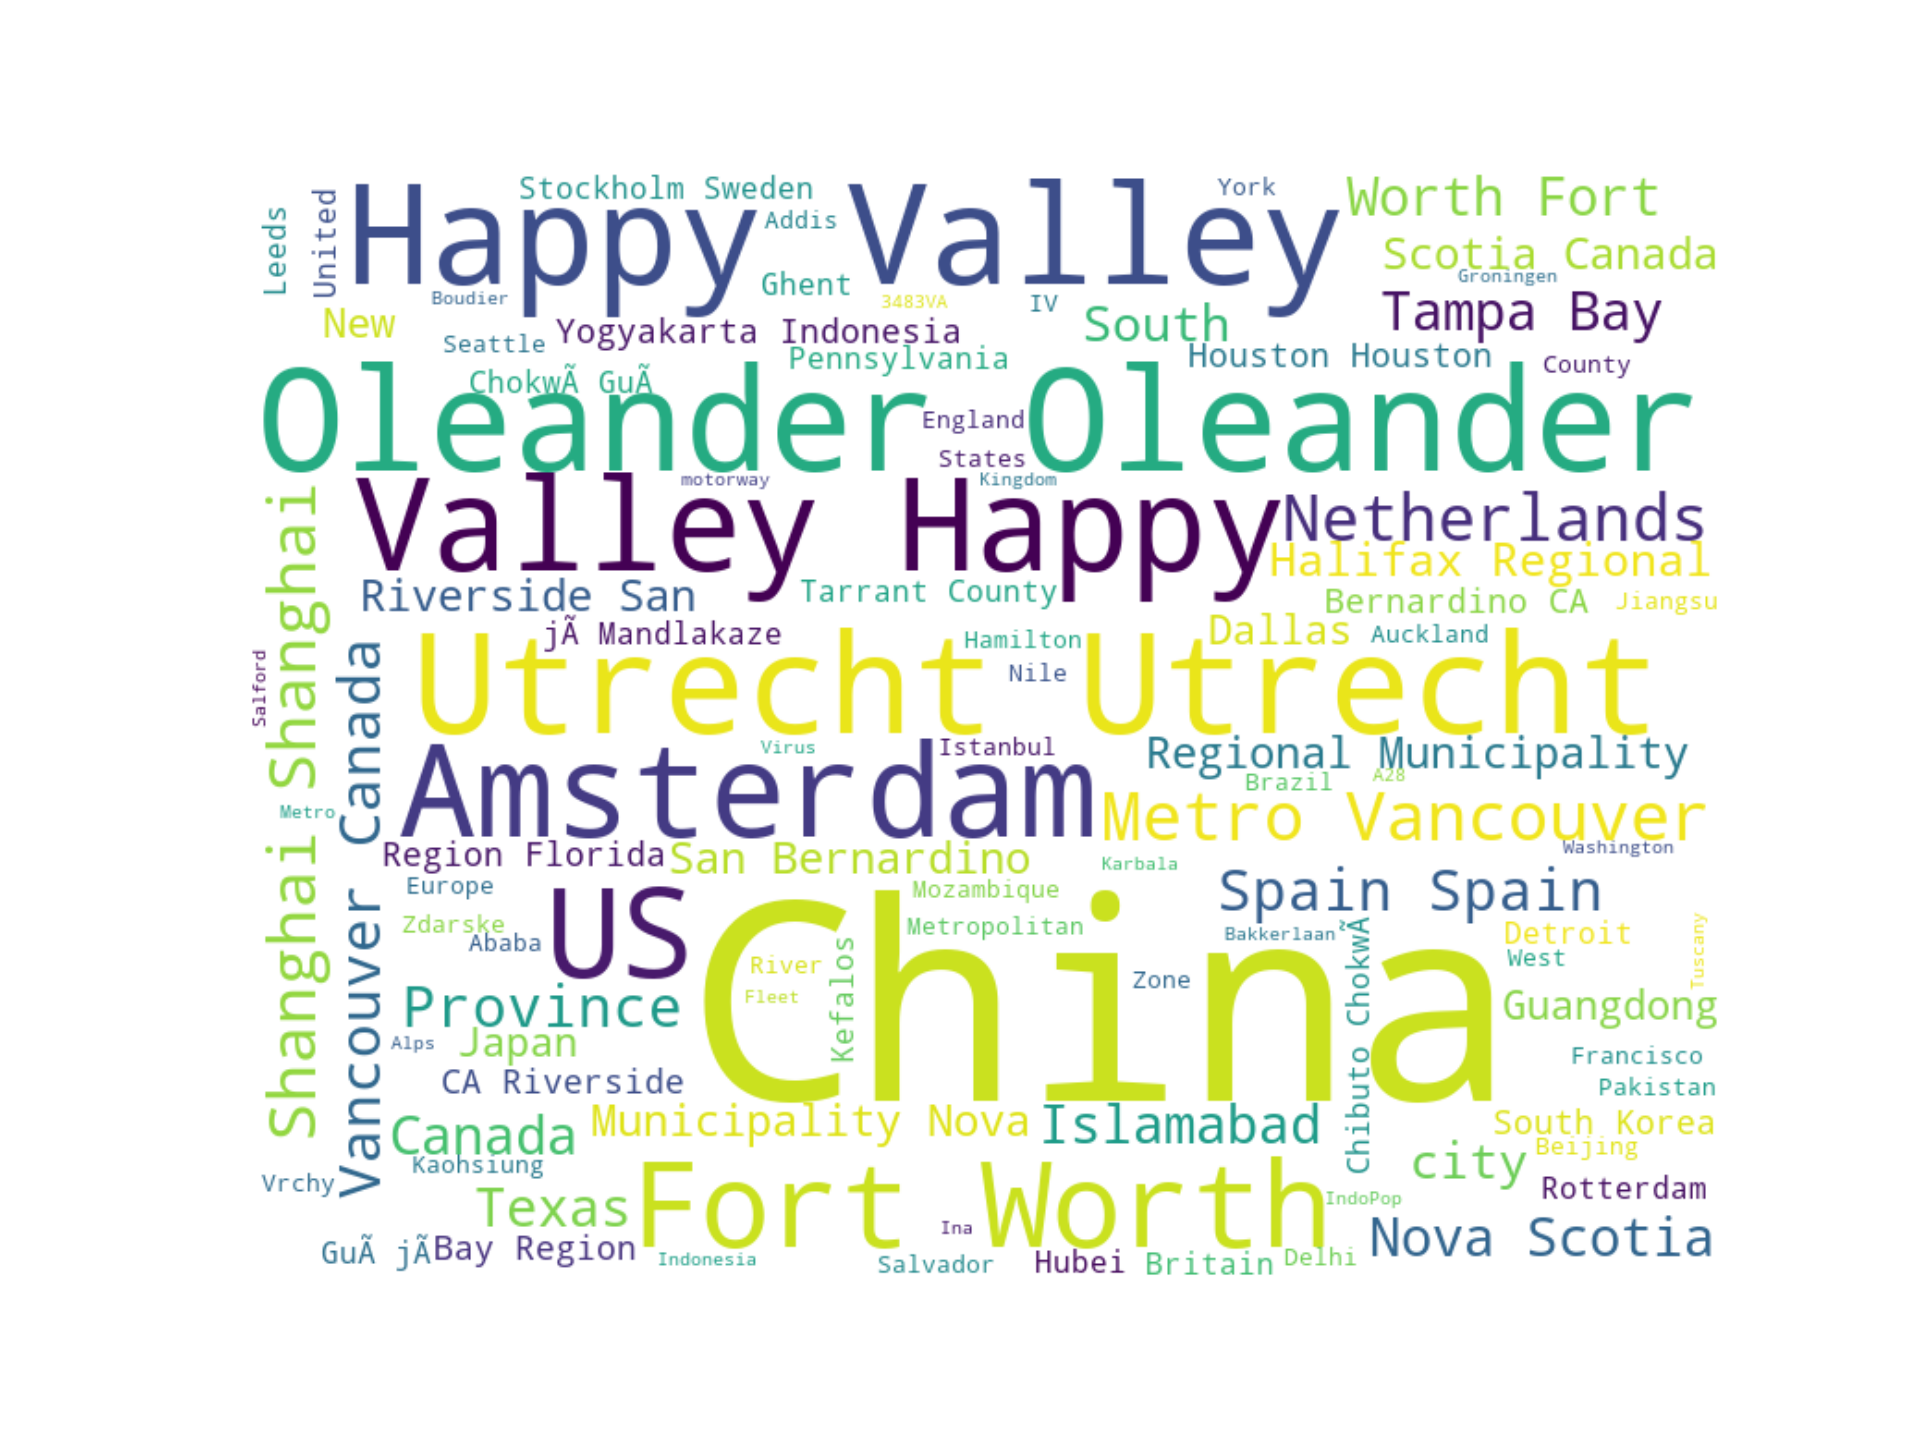 Stockholm Sweden
York
Worth Fort
Happy Valley
Addis
Leeds
United
Scotia Canada
Groningen
Ghent
Boudier
3483VA
IV
Tampa Bay
New
Yogyakarta Indonesia
South
Seattle
Pennsylvania
Houston Houston
County
ChokwÃ GuÃ
Oleander Oleander
England
States
motorway
Kingdom
Valley Happy
Netherlands
Halifax Regional
Shanghai Shanghai
Riverside San
Tarrant County
Bernardino CA
Jiangsu
jÃ Mandlakaze
Hamilton
Dallas
Auckland
Nile
Utrecht Utrecht
Salford
Vancouver Canada
Virus
Istanbul
Regional Municipality
Amsterdam
Brazil
A28
Metro
Metro Vancouver
Washington
Region Florida
San Bernardino
Karbala
Europe
Mozambique
Spain Spain
US
China
Zdarske
Metropolitan
Ababa
Bakkerlaan
Detroit
Tuscany
West
River
Zone
Fleet
Kefalos
Chibuto ChokwÃ
Province
Guangdong
Alps
Japan
Francisco
CA Riverside
Pakistan
Canada
Municipality Nova
Islamabad
South Korea
Beijing
Kaohsiung
city
Vrchy
Rotterdam
Texas
Fort Worth
IndoPop
Ina
Nova Scotia
GuÃ jÃ
Bay Region
Indonesia
Salvador
Hubei
Britain
Delhi